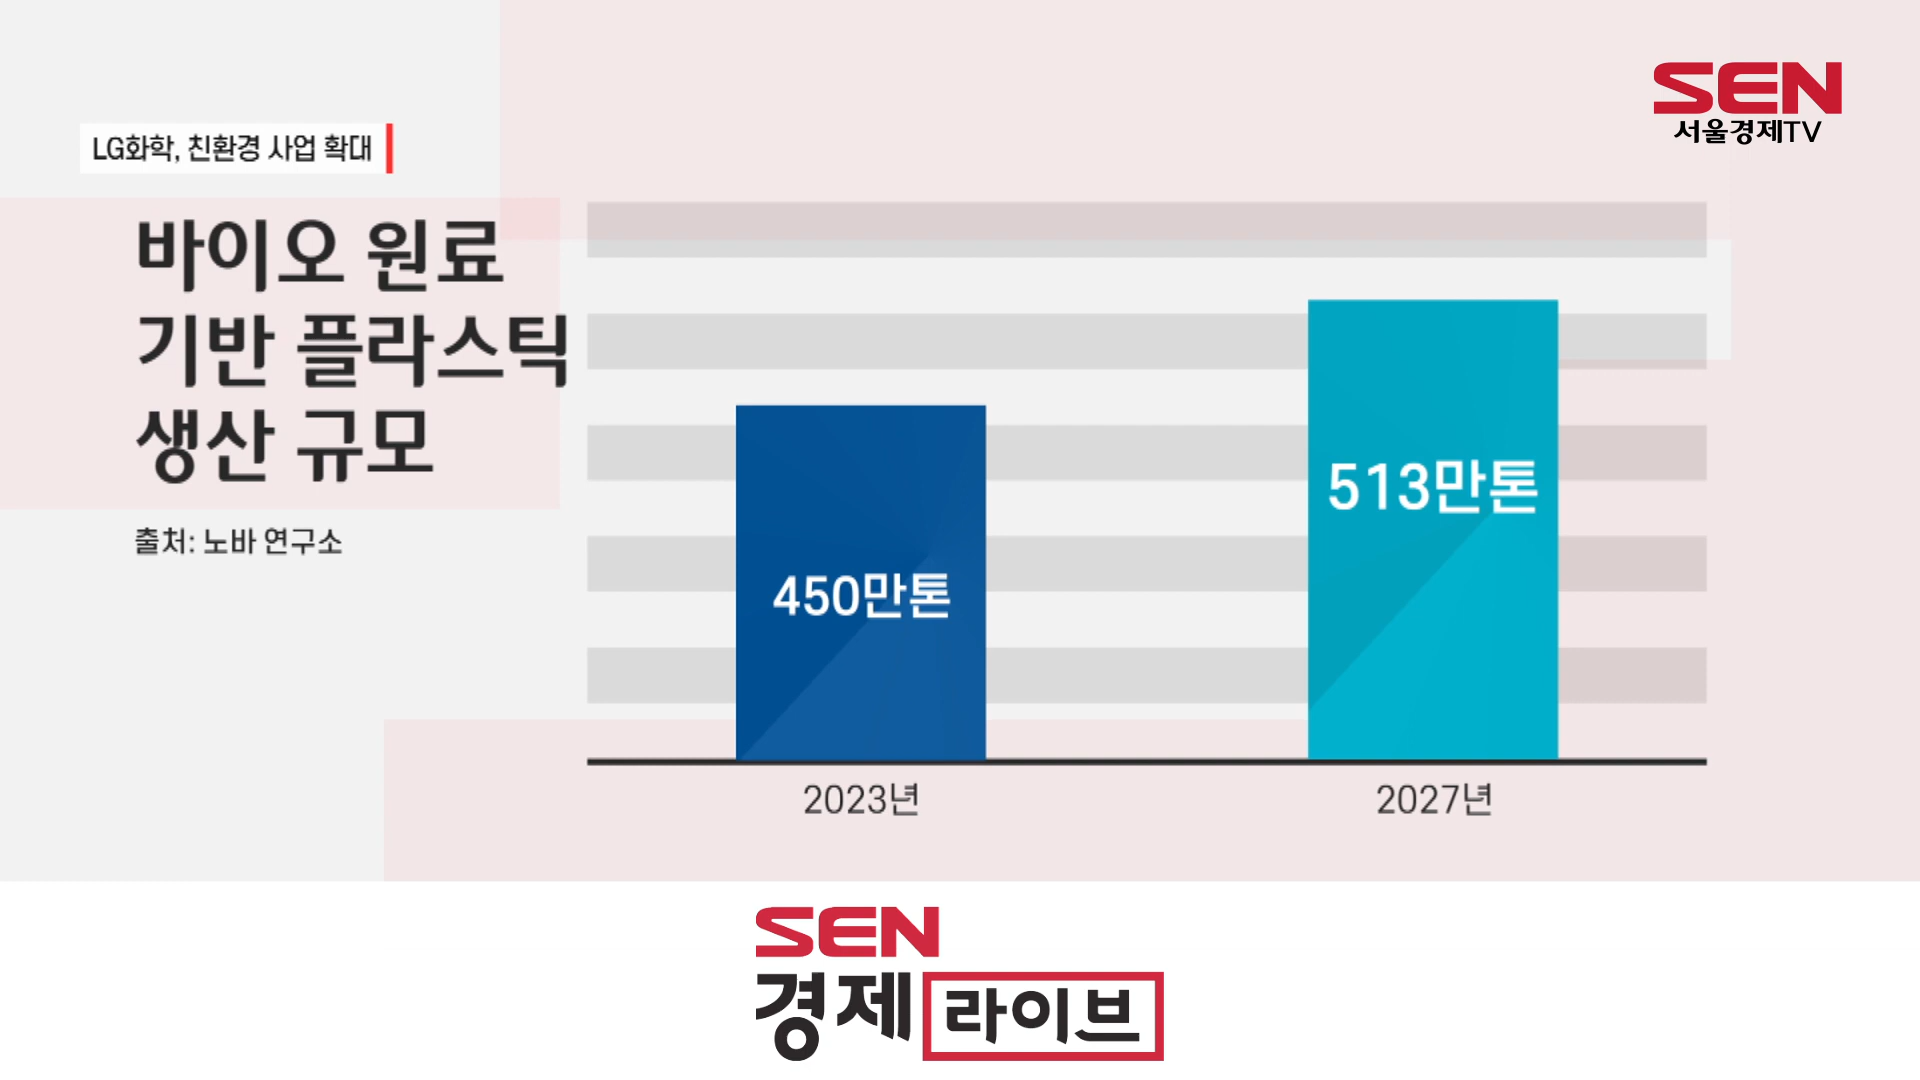 SEN
서울경제TV
LG화학, 친환경 사업 확대
바이오 원료
기반 플라스틱
생산 규모
출처: 노바 연구소
450만톤
513만톤
2023년
2027년
SEN
경제 라이브